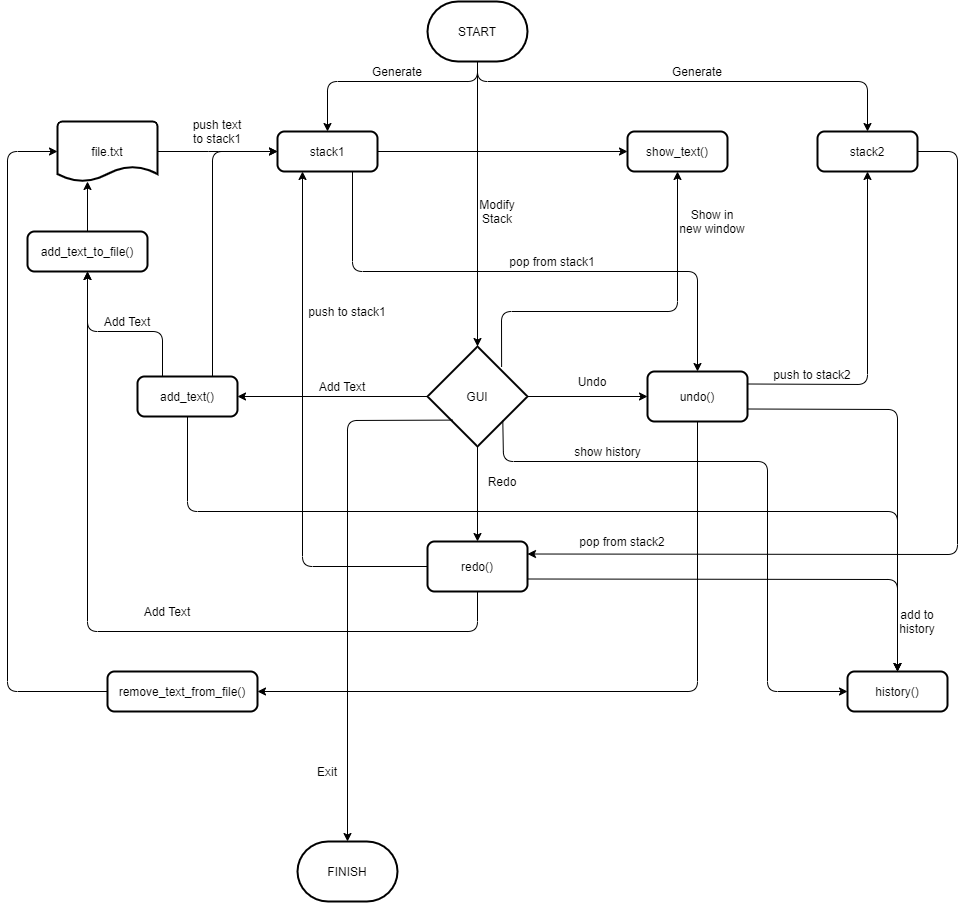 START
Generate
Generate
push text
to stack1
file.txt
stack1
show_text()
stack2
Modify
Stack
Show in
new window
add_text_to_file()
pop from stack1
push to stack1
Add Text
push to stack2
Add Text
Undo
add_text()
GUI
undo()
show history
Redo
pop from stack2
redo()
Add Text
add to
history
remove_text_from_file()
history()
Exit
FINISH